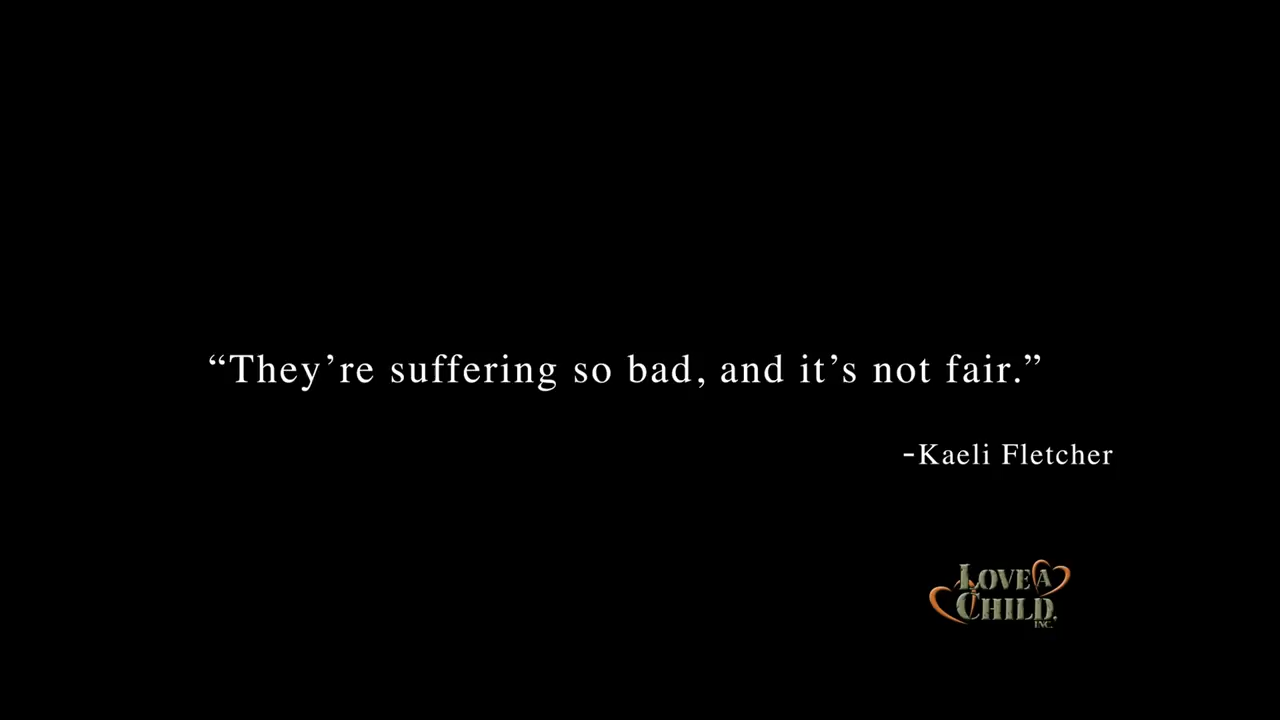 “They’re suffering so bad, and it’s not fair.”
-Kaeli Fletcher
LOVE A
CHILD,
INC.